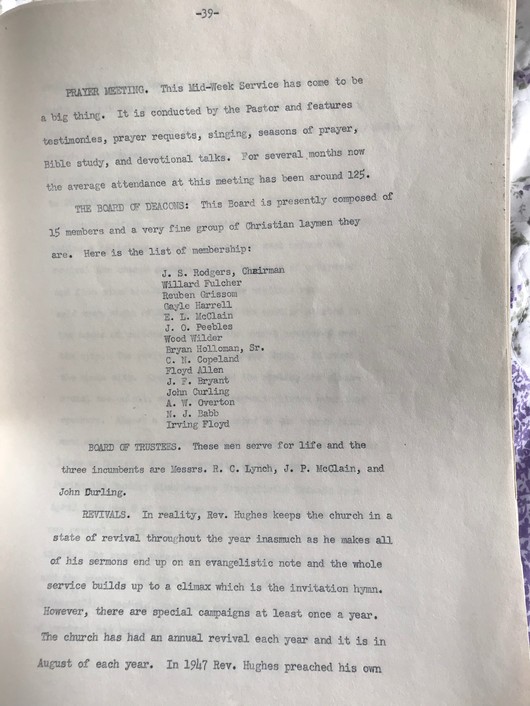 -39-
PRAYER MEETING. This Mid-Week Service has come to be
a big thing. It is conducted by the Pastor and features
testimonies, prayer requests, singing, seasons of prayer,
Bible study, and devotional talks. For several months now
the average attendance at this meeting has been around 125.
THE BOARD OF DEACONS: This Board is presently composed of
15 members and a very fine group of Christian laymen they
are. Here is the list of membership:
J. S. Rodgers, Chairman
Willard Fulcher
Reuben Grissom
Gayle Harrell
E. L. McClain
J. O. Peebles
Wood Wilder
Bryan Holloman, Sr.
C. N. Copeland
Floyd Allen
J. F. Bryant
John Curling
A. W. Overton
N. J. Babb
Irving Floyd
BOARD OF TRUSTEES. These men serve for life and the
three incumbents are Messrs. R. C. Lynch, J. P. McClain, and
John Durling.
REVIVALS. In reality, Rev. Hughes keeps the church in a
state of revival throughout the year inasmuch as he makes all
of his sermons end up on an evangelistic note and the whole
service builds up to a climax which is the invitation hymn.
However, there are special campaigns at least once a year.
The church has had an annual revival each year and it is in
August of each year. In 1947 Rev. Hughes preached his own